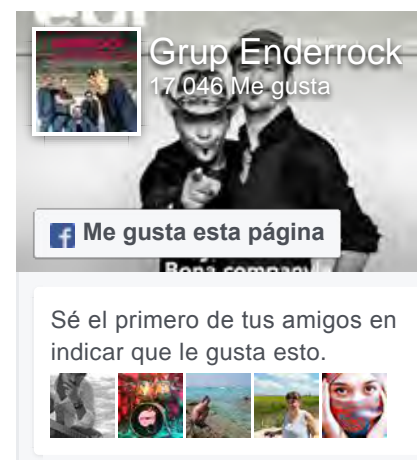 Grup Enderrock
17 046 Me gusta
Me gusta esta página
Sé el primero de tus amigos en
indicar que le gusta esto.